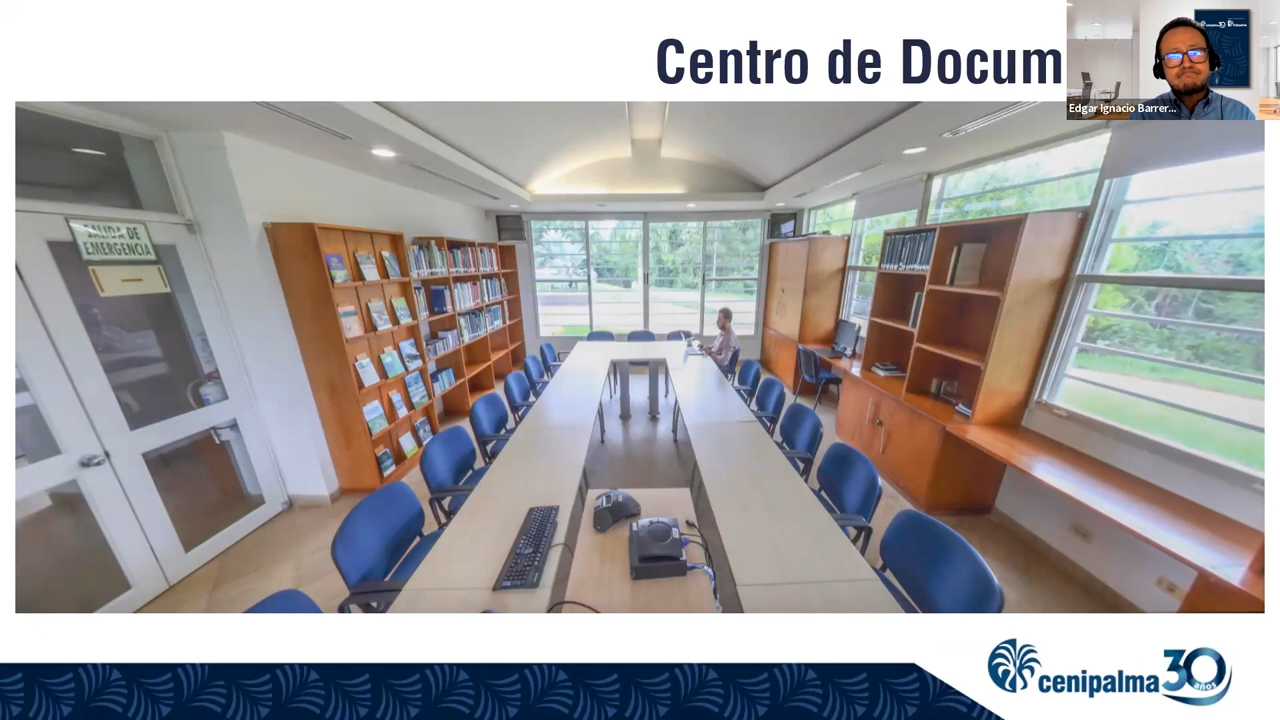 Centro de Docum
Edgar Ignacio Barrer...
SALIDA DE
EMERGENCIA
cenipalma 30
años